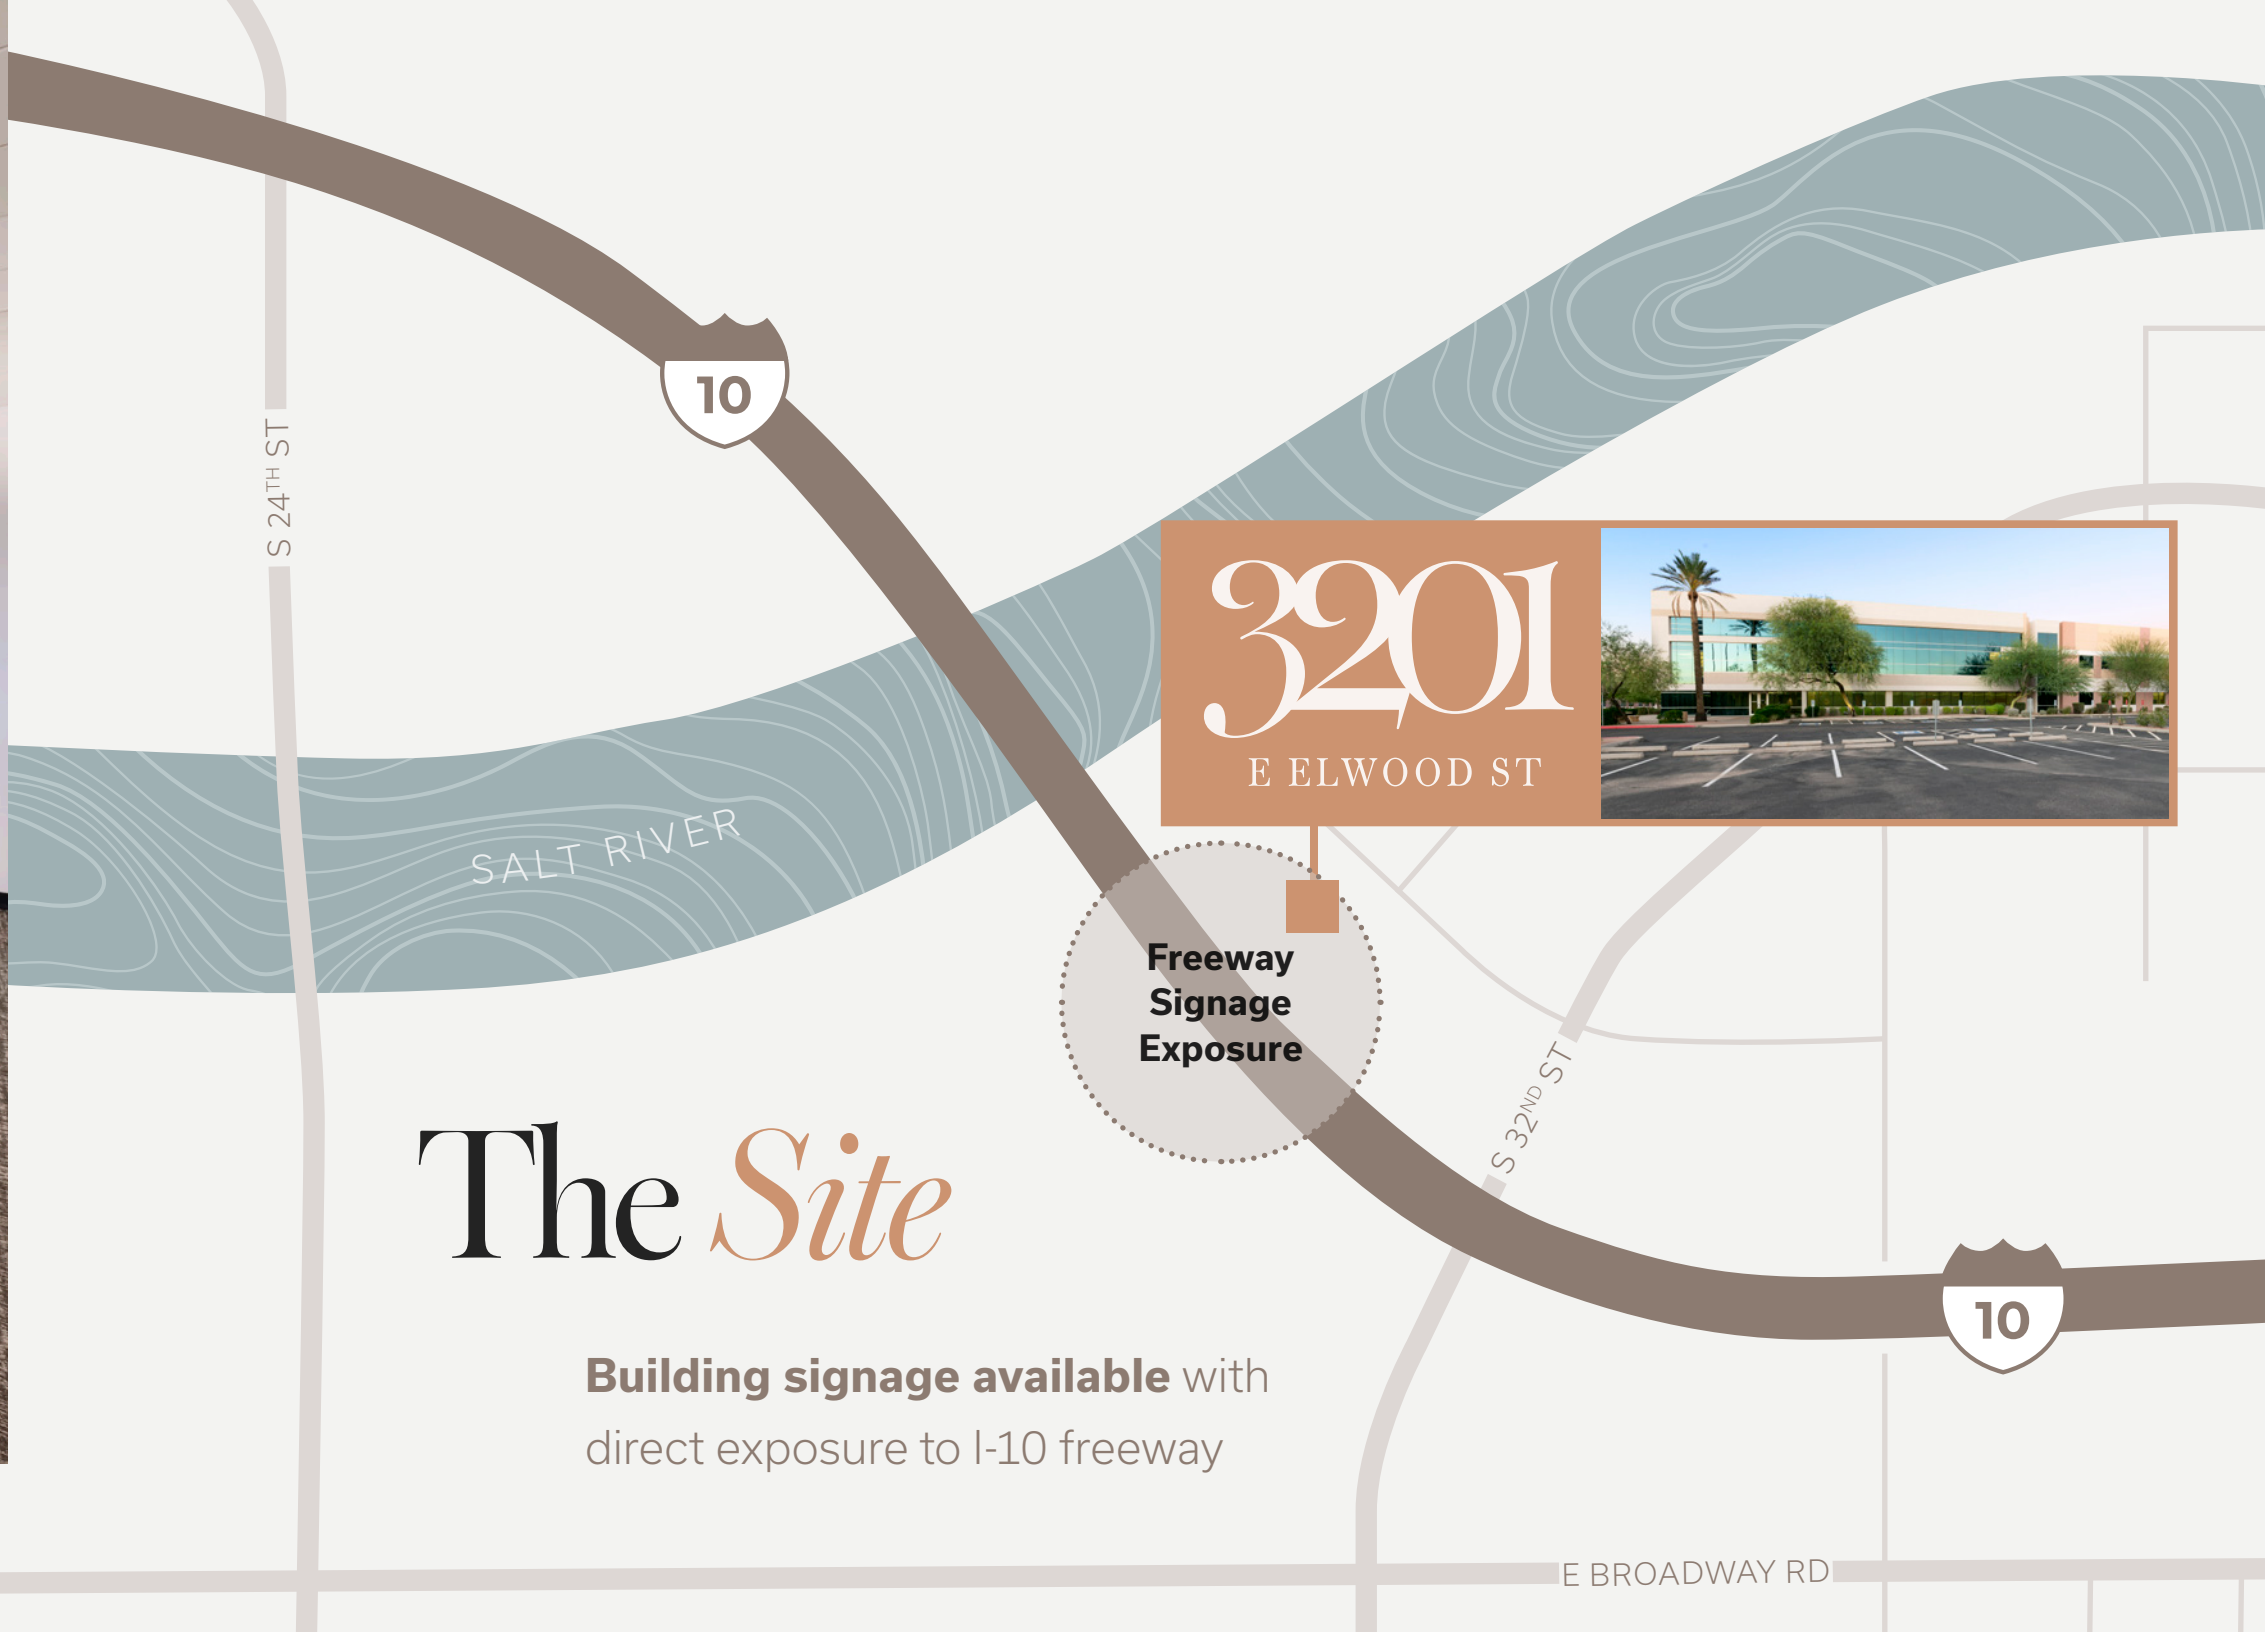 10
S 24TH ST
3201
E ELWOOD ST
SALT RIVER
Freeway
Signage
Exposure
S 32ND ST
The Site
10
Building signage available with
direct exposure to I-10 freeway
E BROADWAY RD